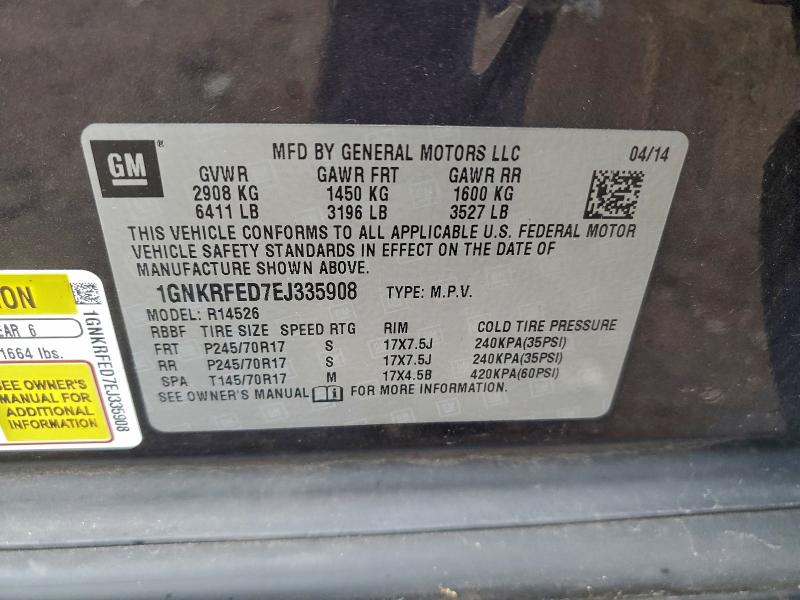 GM ®
MFD BY GENERAL MOTORS LLC 04/14
GVWR GAWR FRT GAWR RR
2908 KG 1450 KG 1600 KG
6411 LB 3196 LB 3527 LB
THIS VEHICLE CONFORMS TO ALL APPLICABLE U.S. FEDERAL MOTOR
VEHICLE SAFETY STANDARDS IN EFFECT ON THE DATE OF
MANUFACTURE SHOWN ABOVE.
1GNKRFED7EJ335908 TYPE: M.P.V.
MODEL: R14526
RBBF TIRE SIZE SPEED RTG RIM COLD TIRE PRESSURE
FRT P245/70R17 S 17X7.5J 240KPA(35PSI)
RR P245/70R17 S 17X7.5J 240KPA(35PSI)
SPA T145/70R17 M 17X4.5B 420KPA(60PSI)
SEE OWNER'S MANUAL FOR MORE INFORMATION.
6
1664 lbs.
SEE OWNER'S
MANUAL FOR
ADDITIONAL
INFORMATION
1GNKRFED7EJ335908